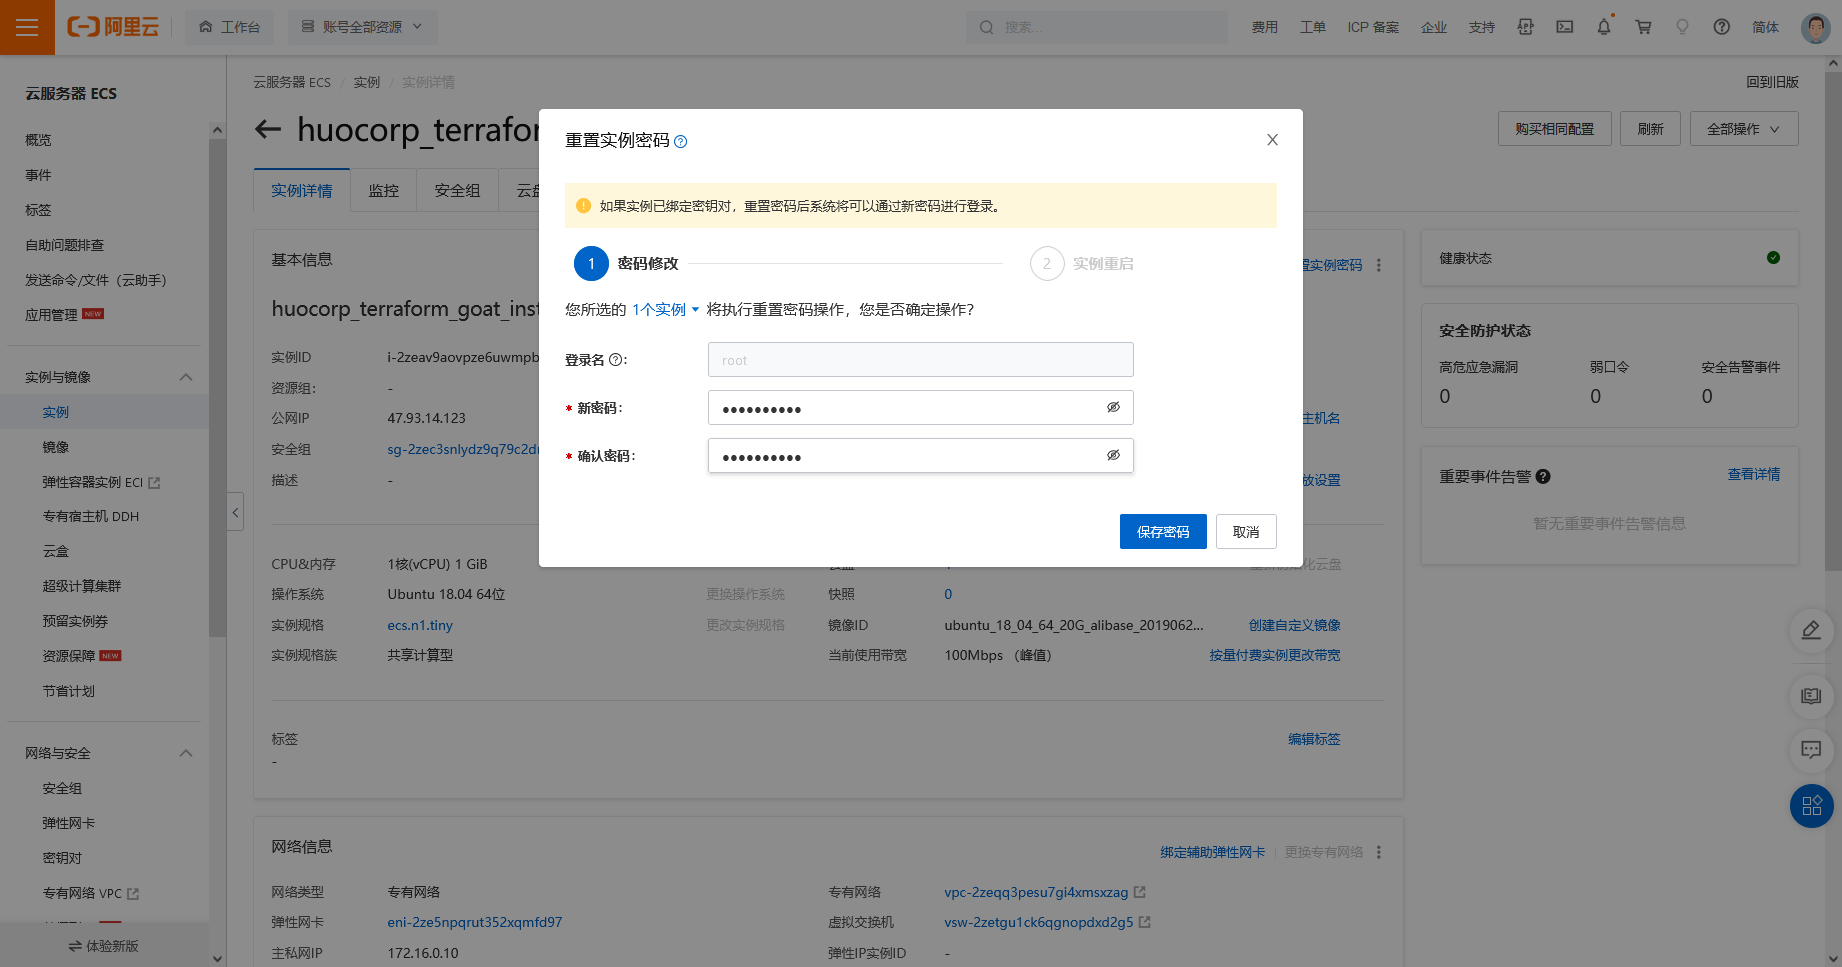 阿里云
工作台
账号全部资源
搜索...
费用
工单
ICP 备案
企业
支持
简体
云服务器 ECS
概览
事件
标签
自助问题排查
发送命令/文件（云助手）
应用管理 NEW
实例与镜像
实例
镜像
弹性容器实例 ECI
专有宿主机 DDH
云盒
超级计算集群
预留实例券
资源保障 NEW
节省计划
网络与安全
安全组
弹性网卡
密钥对
专有网络 VPC
体验新版
云服务器 ECS / 实例 / 实例详情
回到旧版
huocorp_terrafor
购买相同配置
刷新
全部操作
实例详情
监控
安全组
重置实例密码
如果实例已绑定密钥对，重置密码后系统将可以通过新密码进行登录。
1 密码修改
2 实例重启
您所选的 1个实例 将执行重置密码操作，您是否确定操作?
登录名 ? :
root
* 新密码:
••••••••••
* 确认密码:
••••••••••
保存密码
取消
基本信息
置实例密码
huocorp_terraform_goat_inst
实例ID
i-2zeav9aovpze6uwmpb
资源组:
-
公网IP
47.93.14.123
主机名
安全组
sg-2zec3snlydz9q79c2d
描述
-
放设置
CPU&内存
1核(vCPU) 1 GiB
操作系统
Ubuntu 18.04 64位
更换操作系统
快照
0
实例规格
ecs.n1.tiny
更改实例规格
镜像ID
ubuntu_18_04_64_20G_alibase_2019062...
创建自定义镜像
实例规格族
共享计算型
当前使用带宽
100Mbps （峰值）
按量付费实例更改带宽
标签
编辑标签
-
网络信息
绑定辅助弹性网卡
更换专有网络
网络类型
专有网络
专有网络
vpc-2zeqq3pesu7gi4xmsxzag
弹性网卡
eni-2ze5npqrut352xqmfd97
虚拟交换机
vsw-2zetgu1ck6qgnopdxd2g5
主私网IP
172.16.0.10
弹性IP实例ID
-
健康状态
安全防护状态
高危应急漏洞
弱口令
安全告警事件
0
0
0
重要事件告警
查看详情
暂无重要事件告警信息